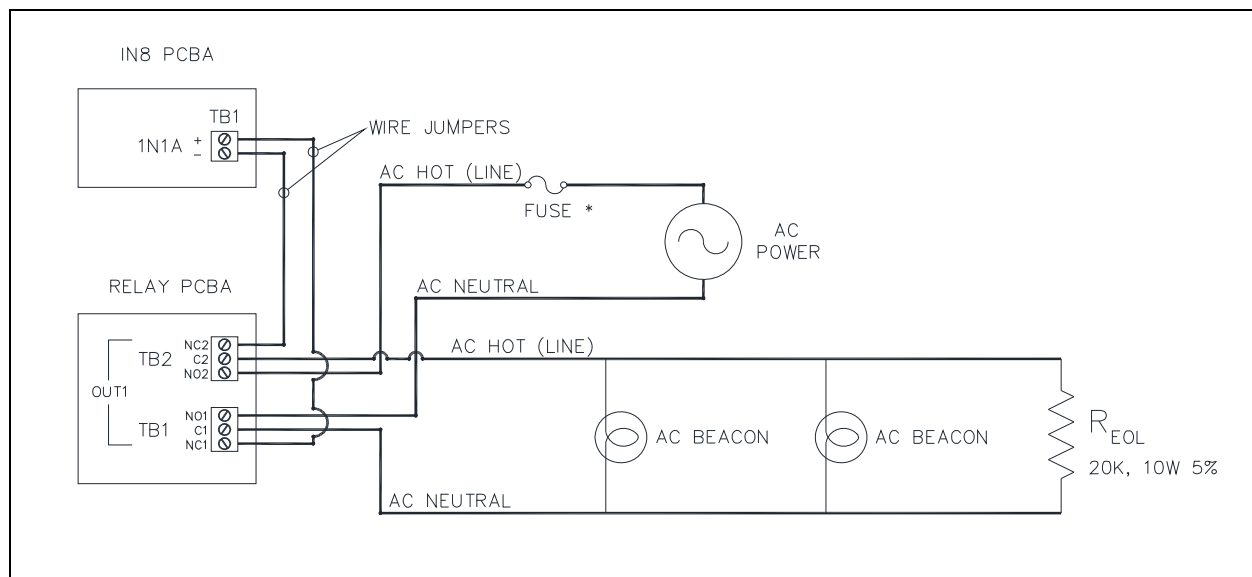 IN8 PCBA
TB1
1N1A +
−
WIRE JUMPERS
AC HOT (LINE)
FUSE *
AC
POWER
RELAY PCBA
AC NEUTRAL
NC2
TB2 C2
NO2
AC HOT (LINE)
OUT1
NO1
TB1 C1
NC1
AC BEACON
AC BEACON
REOL
20K, 10W 5%
AC NEUTRAL